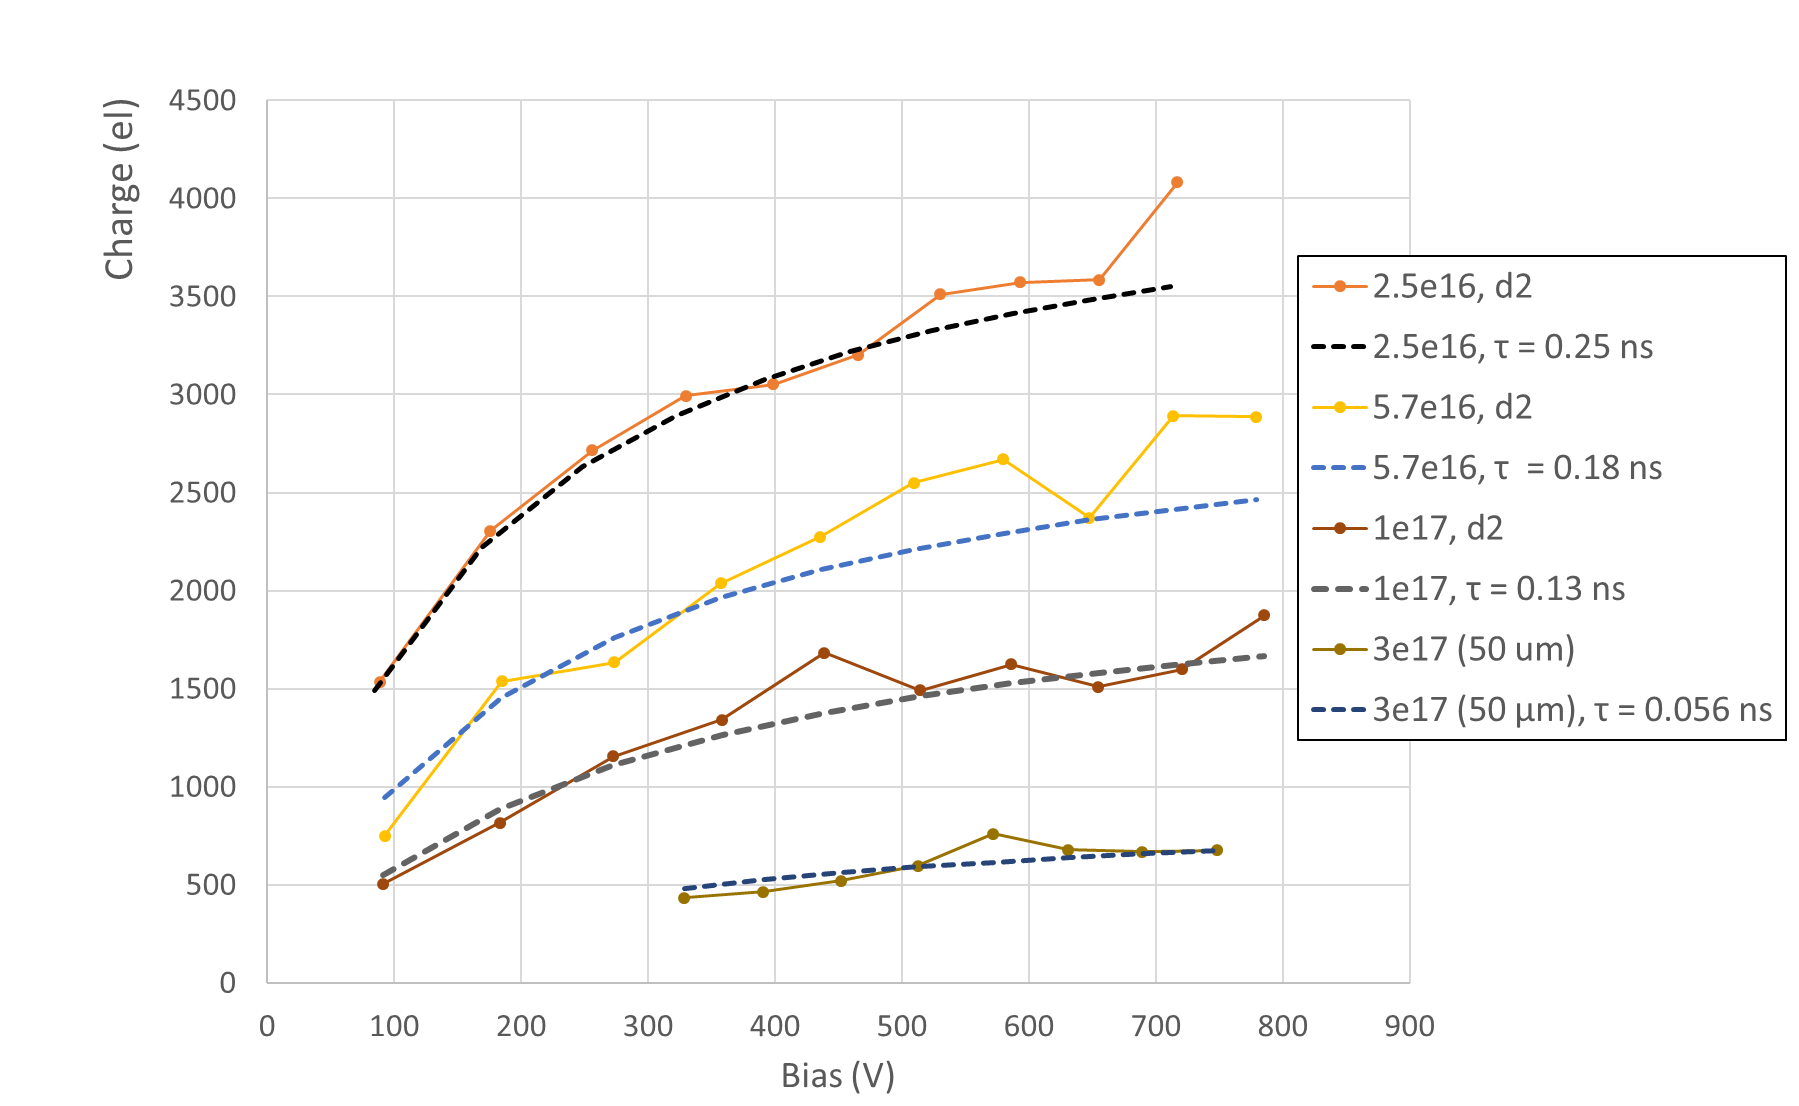 Charge (el)
4500
4000
3500
3000
2500
2000
1500
1000
500
0
0 100 200 300 400 500 600 700 800 900
Bias (V)
2.5e16, d2
2.5e16, τ = 0.25 ns
5.7e16, d2
5.7e16, τ  = 0.18 ns
1e17, d2
1e17, τ = 0.13 ns
3e17 (50 um)
3e17 (50 μm), τ = 0.056 ns